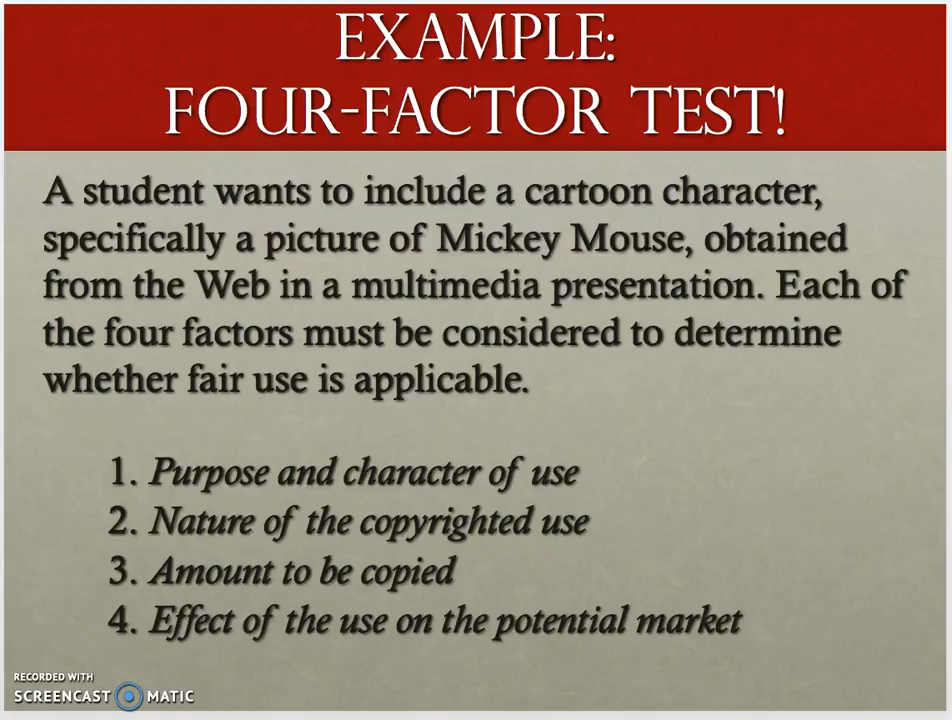 EXAMPLE:
FOUR-FACTOR TEST!
A student wants to include a cartoon character,
specifically a picture of Mickey Mouse, obtained
from the Web in a multimedia presentation. Each of
the four factors must be considered to determine
whether fair use is applicable.
1. Purpose and character of use
2. Nature of the copyrighted use
3. Amount to be copied
4. Effect of the use on the potential market
RECORDED WITH
SCREENCAST MATIC